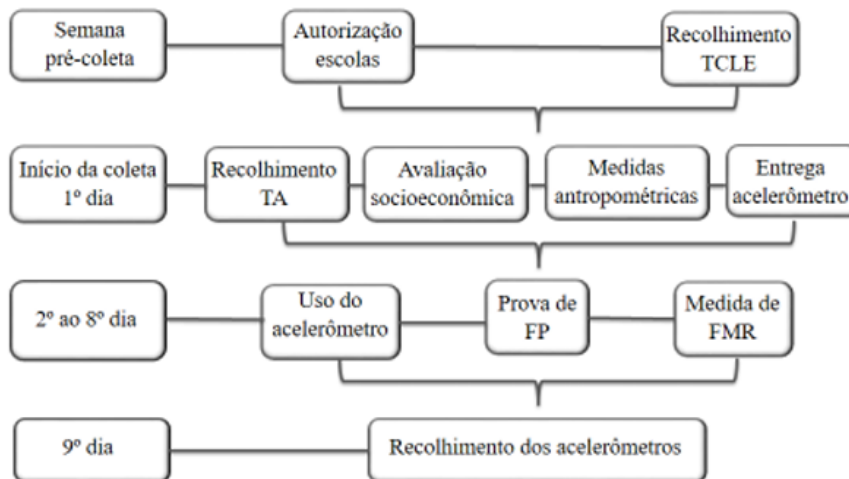 Semana
pré-coleta
Autorização
escolas
Recolhimento
TCLE
Início da coleta
1º dia
Recolhimento
TA
Avaliação
socioeconômica
Medidas
antropométricas
Entrega
acelerômetro
2º ao 8º dia
Uso do
acelerômetro
Prova de
FP
Medida de
FMR
9º dia
Recolhimento dos acelerômetros